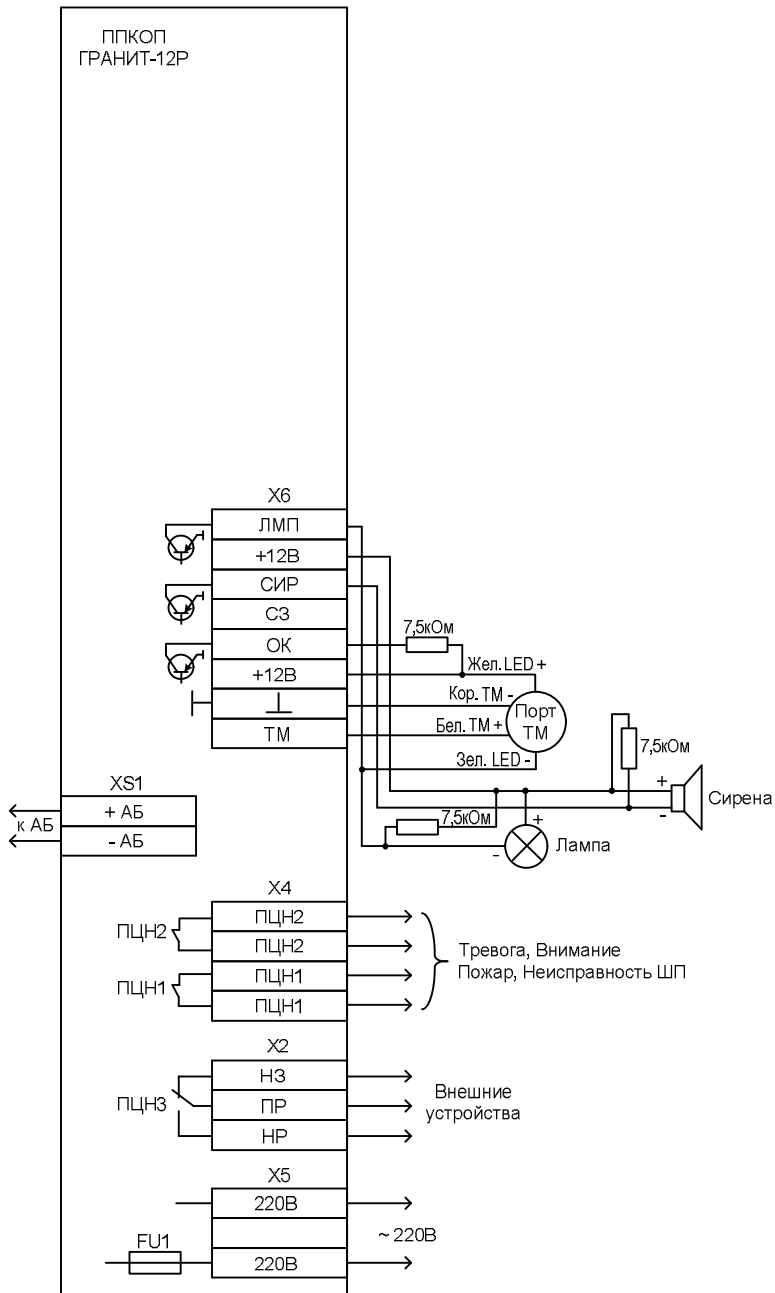 ППКОП
ГРАНИТ-12Р
X6
ЛМП
+12В
СИР
СЗ
ОК
+12В
⊥
ТМ
7,5кОм
Жел. LED +
Кор. ТМ -
Бел. ТМ +
Зел. LED -
Порт
ТМ
7,5кОм
+
-
Сирена
7,5кОм
+
-
Лампа
XS1
+ АБ
- АБ
к АБ
X4
ПЦН2
ПЦН2
ПЦН2
ПЦН1
ПЦН1
ПЦН1
Тревога, Внимание
Пожар, Неисправность ШП
X2
ПЦН3
НЗ
ПР
НР
Внешние
устройства
X5
220В
~ 220В
FU1
220В